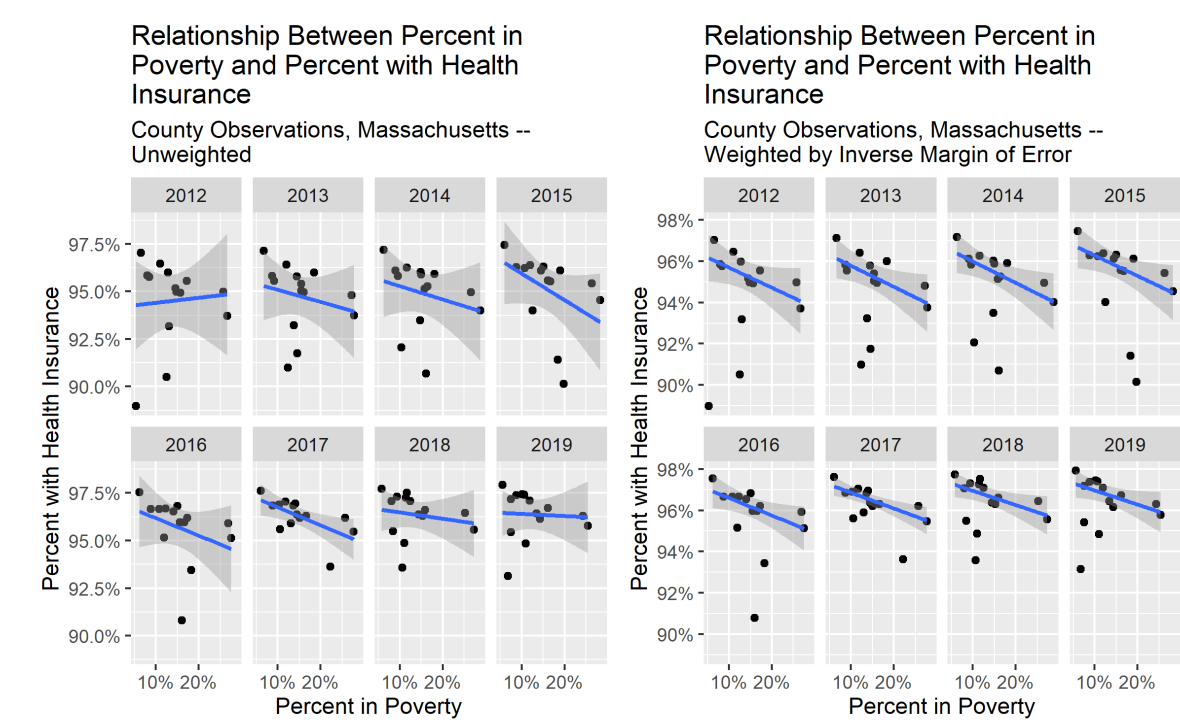 Relationship Between Percent in
Poverty and Percent with Health
Insurance
County Observations, Massachusetts --
Unweighted
2012 2013 2014 2015
97.5%
95.0%
92.5%
90.0%
2016 2017 2018 2019
97.5%
95.0%
92.5%
90.0%
10% 20% 10% 20% 10% 20% 10% 20%
Percent in Poverty
Percent with Health Insurance
Relationship Between Percent in
Poverty and Percent with Health
Insurance
County Observations, Massachusetts --
Weighted by Inverse Margin of Error
2012 2013 2014 2015
98%
96%
94%
92%
90%
2016 2017 2018 2019
98%
96%
94%
92%
90%
10% 20% 10% 20% 10% 20% 10% 20%
Percent in Poverty
Percent with Health Insurance